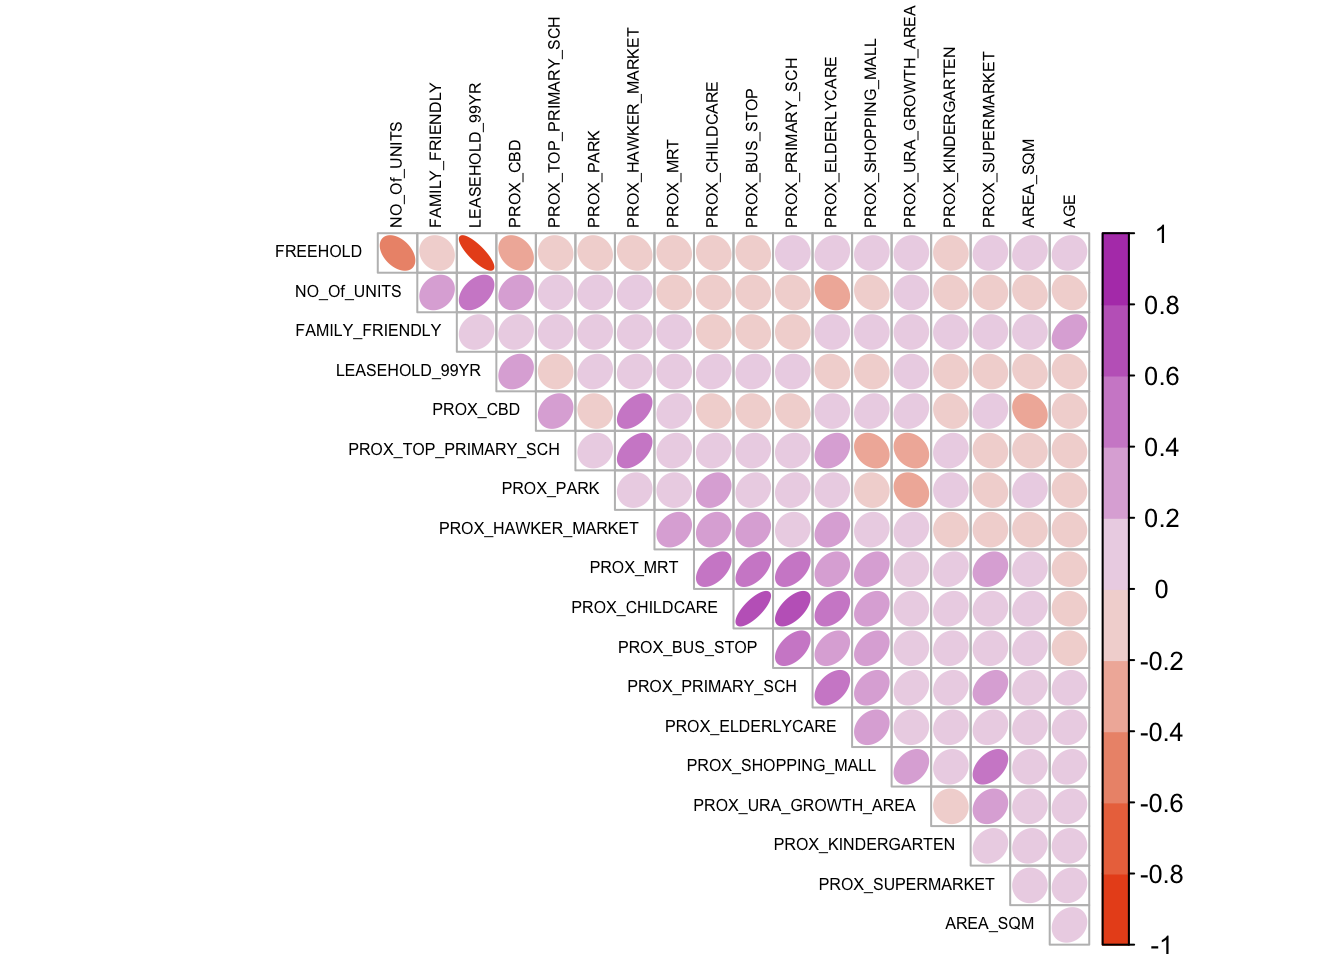 NO_Of_UNITS
FAMILY_FRIENDLY
LEASEHOLD_99YR
PROX_CBD
PROX_TOP_PRIMARY_SCH
PROX_PARK
PROX_HAWKER_MARKET
PROX_MRT
PROX_CHILDCARE
PROX_BUS_STOP
PROX_PRIMARY_SCH
PROX_ELDERLYCARE
PROX_SHOPPING_MALL
PROX_URA_GROWTH_AREA
PROX_KINDERGARTEN
PROX_SUPERMARKET
AREA_SQM
AGE
FREEHOLD
NO_Of_UNITS
FAMILY_FRIENDLY
LEASEHOLD_99YR
PROX_CBD
PROX_TOP_PRIMARY_SCH
PROX_PARK
PROX_HAWKER_MARKET
PROX_MRT
PROX_CHILDCARE
PROX_BUS_STOP
PROX_PRIMARY_SCH
PROX_ELDERLYCARE
PROX_SHOPPING_MALL
PROX_URA_GROWTH_AREA
PROX_KINDERGARTEN
PROX_SUPERMARKET
AREA_SQM
1
0.8
0.6
0.4
0.2
0
-0.2
-0.4
-0.6
-0.8
-1